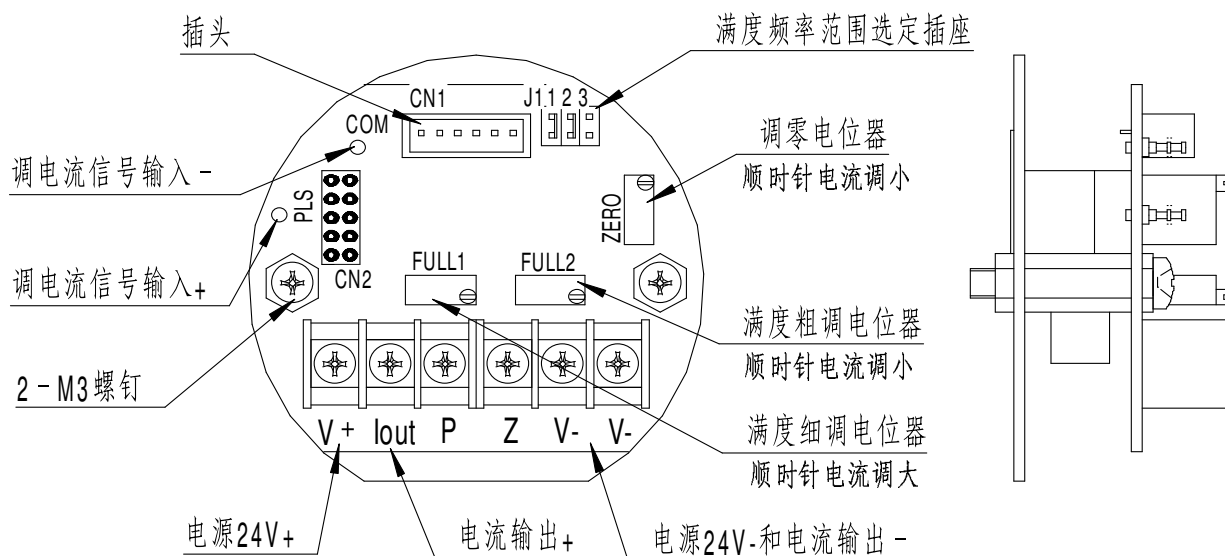 插头
满度频率范围选定插座
CN1
J1 1 2 3
COM
调零电位器
顺时针电流调小
调电流信号输入-
PLS
ZERO
调电流信号输入+
CN2
FULL1
FULL2
满度粗调电位器
顺时针电流调小
2-M3螺钉
满度细调电位器
顺时针电流调大
V+ Iout P Z V- V-
电源24V+
电流输出+
电源24V-和电流输出-